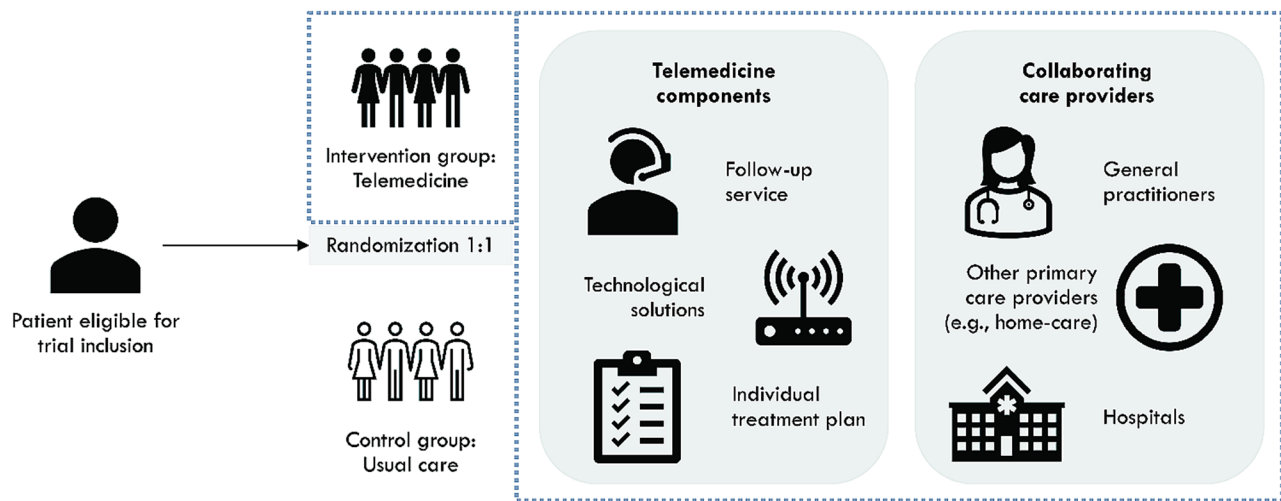 Patient eligible for
trial inclusion
Intervention group:
Telemedicine
Randomization 1:1
Control group:
Usual care
Telemedicine
components
Follow-up
service
Technological
solutions
Individual
treatment plan
Collaborating
care providers
General
practitioners
Other primary
care providers
(e.g., home-care)
Hospitals